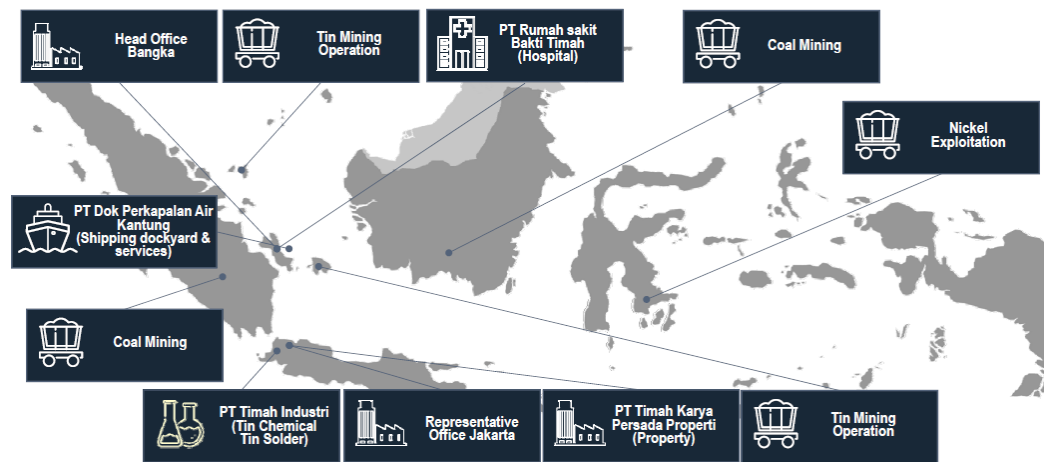 Head Office
Bangka
Tin Mining
Operation
PT Rumah sakit
Bakti Timah
(Hospital)
Coal Mining
Nickel
Exploitation
PT Dok Perkapalan Air
Kantung
(Shipping dockyard &
services)
Coal Mining
PT Timah Industri
(Tin Chemical
Tin Solder)
Representative
Office Jakarta
PT Timah Karya
Persada Properti
(Property)
Tin Mining
Operation